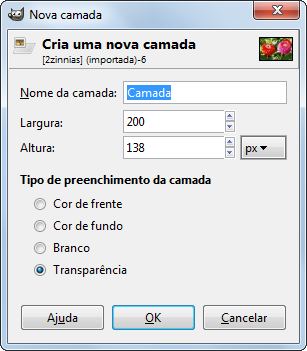 Nova camada
Cria uma nova camada
[2zinnias] (importada)-6
Nome da camada: Camada
Largura: 200
Altura: 138 px
Tipo de preenchimento da camada
Cor de frente
Cor de fundo
Branco
Transparência
Ajuda OK Cancelar